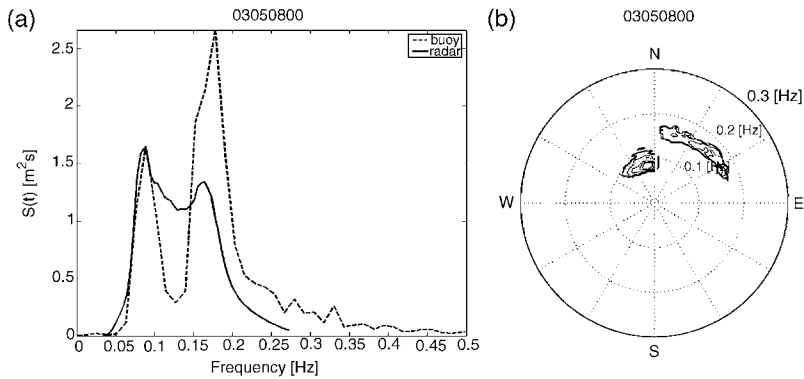 (a)
03050800
S(t) [m²s]
2.5
2
1.5
1
0.5
0
buoy
radar
0 0.05 0.1 0.15 0.2 0.25 0.3 0.35 0.4 0.45 0.5
Frequency [Hz]
(b)
03050800
N
0.3 [Hz]
0.2 [Hz]
0.1 [Hz]
W
E
S